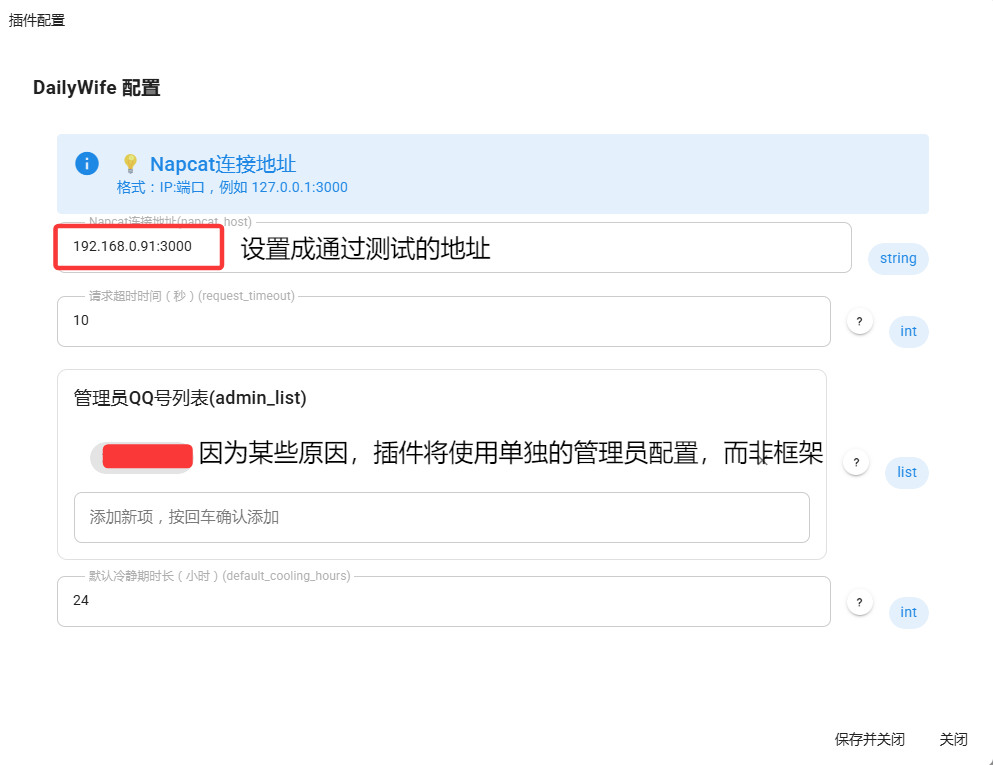 插件配置
DailyWife 配置
💡 Napcat连接地址
格式：IP:端口，例如 127.0.0.1:3000
Napcat连接地址(napcat_host)
192.168.0.91:3000 设置成通过测试的地址
string
请求超时时间（秒）(request_timeout)
10
?
int
管理员QQ号列表(admin_list)
因为某些原因，插件将使用单独的管理员配置，而非框架
?
list
添加新项，按回车确认添加
默认冷静期时长（小时）(default_cooling_hours)
24
?
int
保存并关闭 关闭